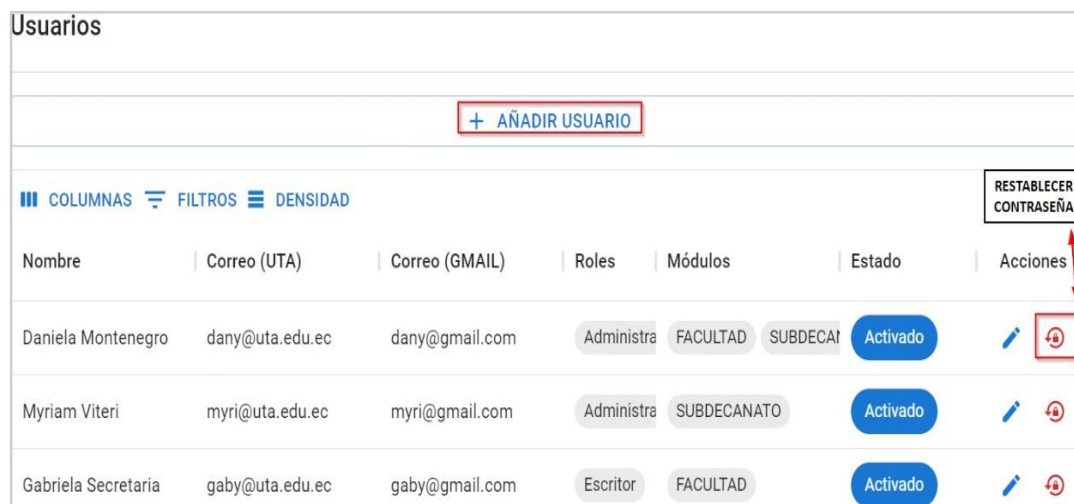 Usuarios
+ AÑADIR USUARIO
COLUMNAS FILTROS DENSIDAD
RESTABLECER
CONTRASEÑA
Nombre Correo (UTA) Correo (GMAIL) Roles Módulos Estado Acciones
Daniela Montenegro dany@uta.edu.ec dany@gmail.com Administra FACULTAD SUBDECAN Activado
Myriam Viteri myri@uta.edu.ec myri@gmail.com Administra SUBDECANATO Activado
Gabriela Secretaria gaby@uta.edu.ec gaby@gmail.com Escritor FACULTAD Activado